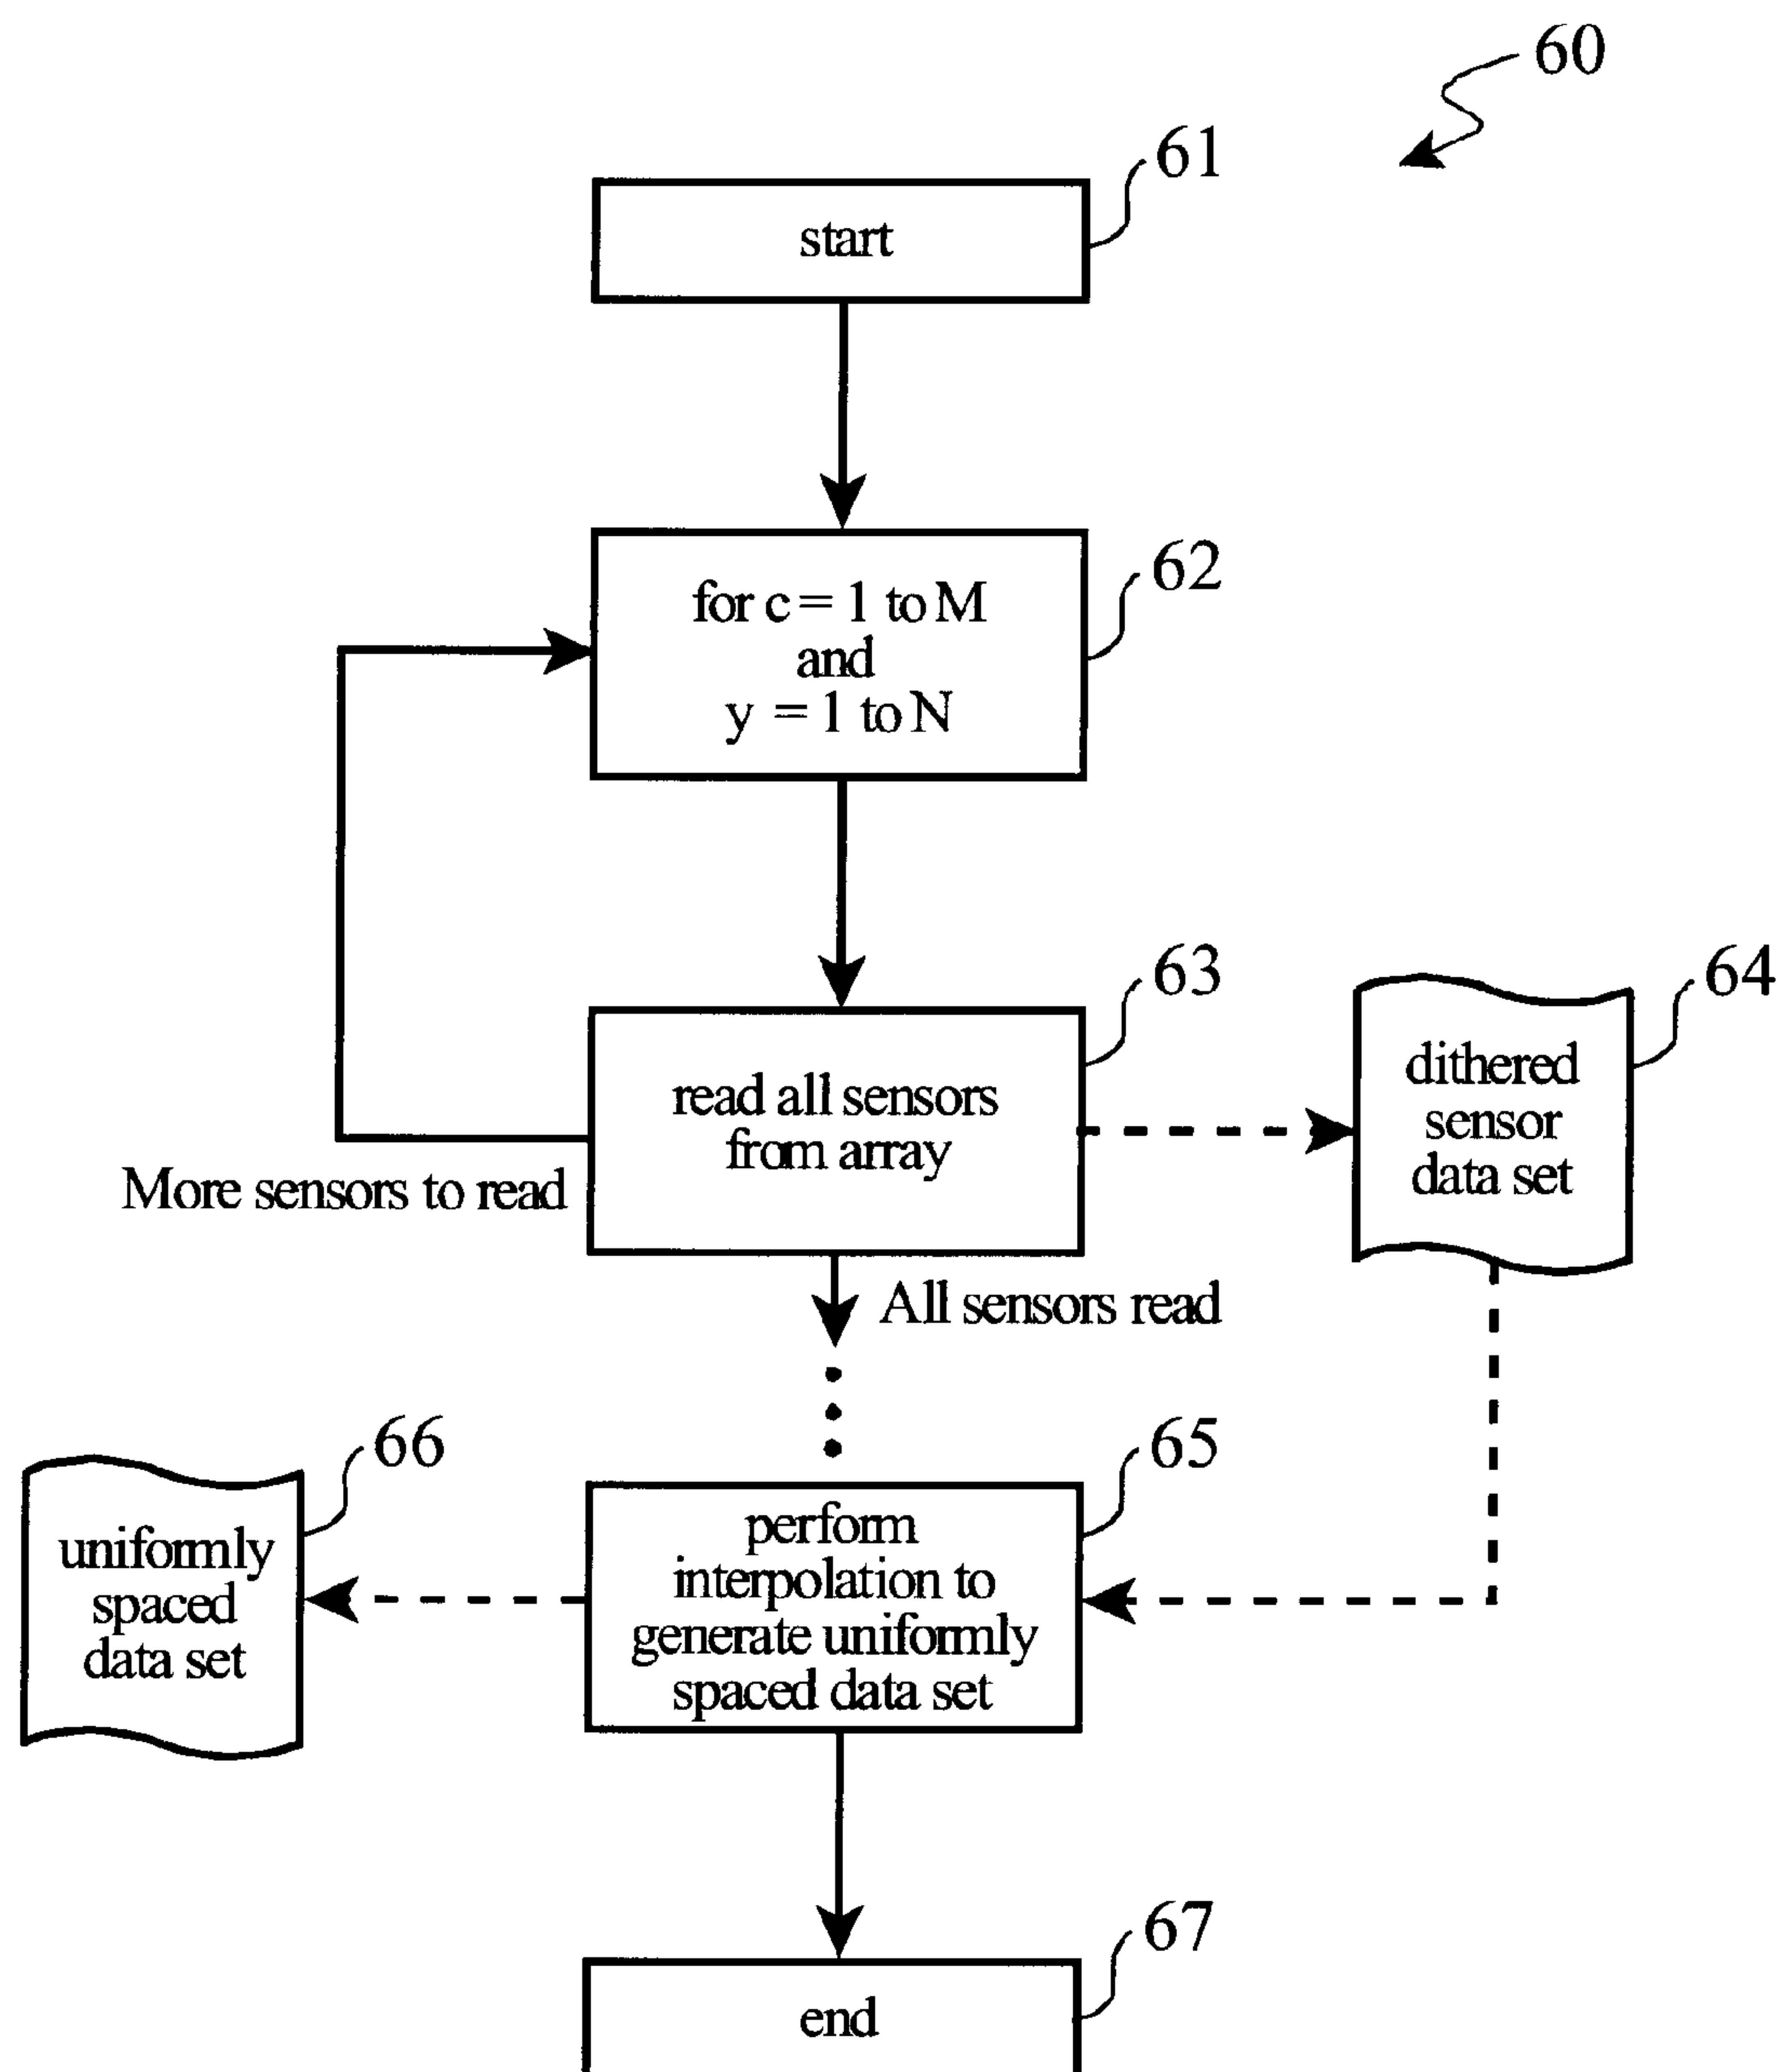 60
61
start
62
for c = 1 to M
and
y = 1 to N
63
64
read all sensors
from array
dithered
sensor
data set
More sensors to read
All sensors read
66
65
uniformly
spaced
data set
perform
interpolation to
generate uniformly
spaced data set
67
end